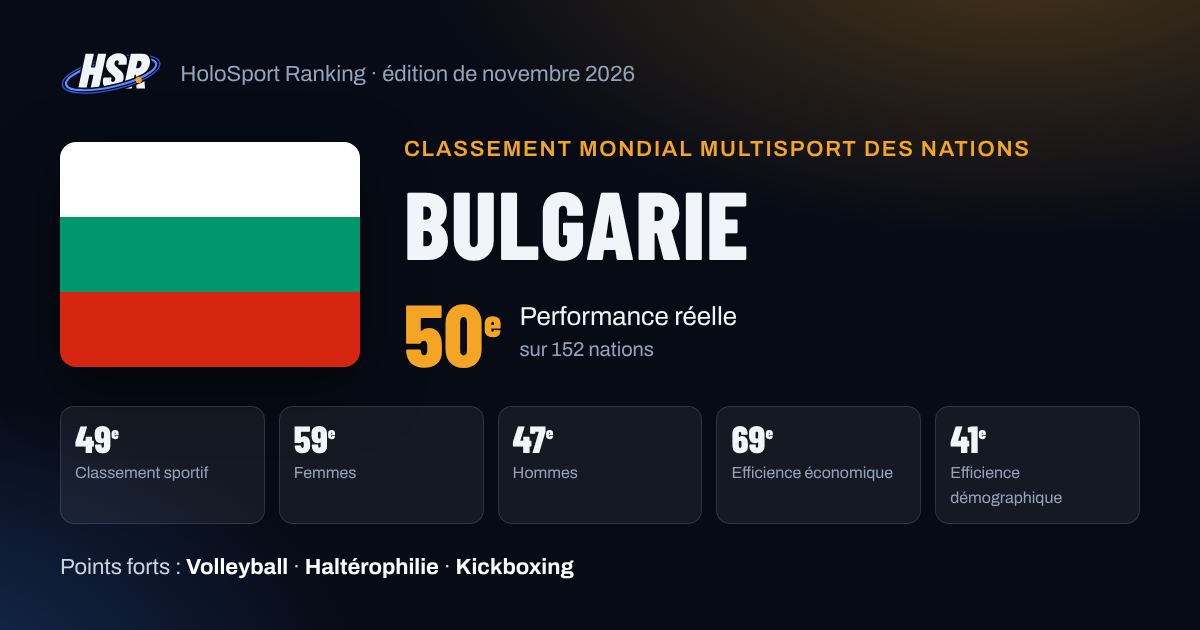 HSR
HoloSport Ranking · édition de novembre 2026
CLASSEMENT MONDIAL MULTISPORT DES NATIONS
BULGARIE
50e
Performance réelle
sur 152 nations
49e
Classement sportif
59e
Femmes
47e
Hommes
69e
Efficience économique
41e
Efficience
démographique
Points forts : Volleyball · Haltérophilie · Kickboxing